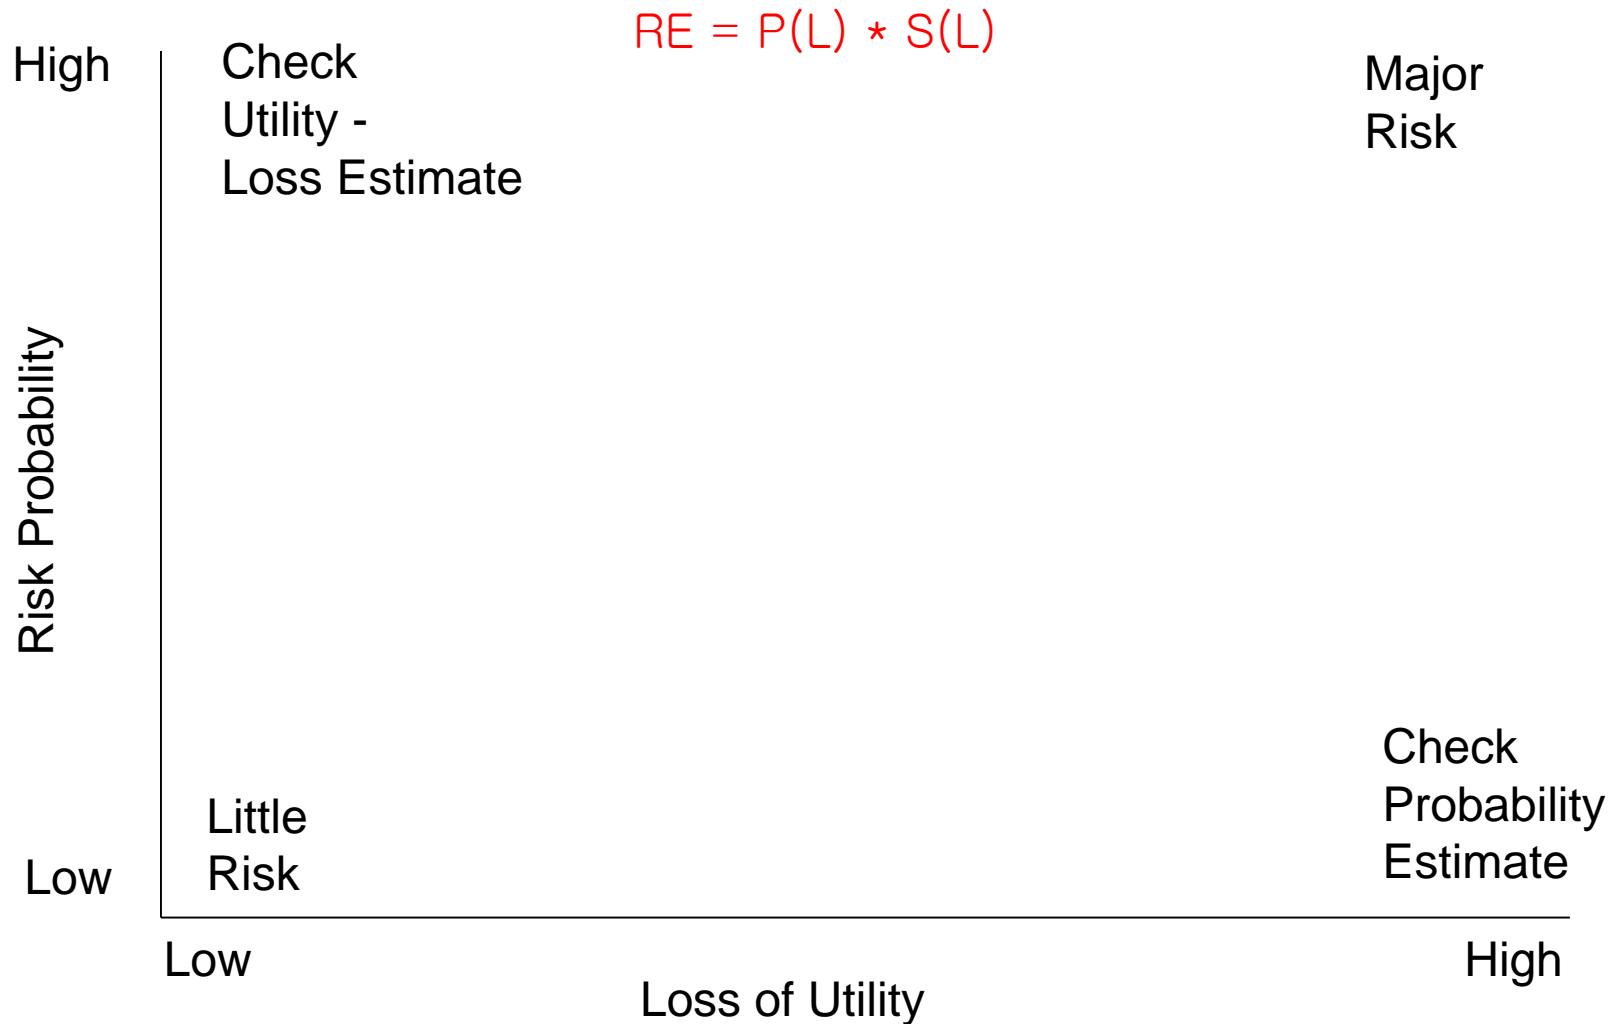 RE = P(L) * S(L)
High
Check
Utility -
Loss Estimate
Major
Risk
Risk Probability
Little
Risk
Check
Probability
Estimate
Low
Low
High
Loss of Utility